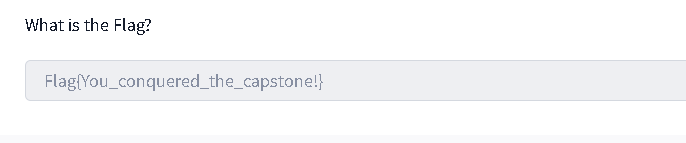 What is the Flag?
Flag{You_conquered_the_capstone!}